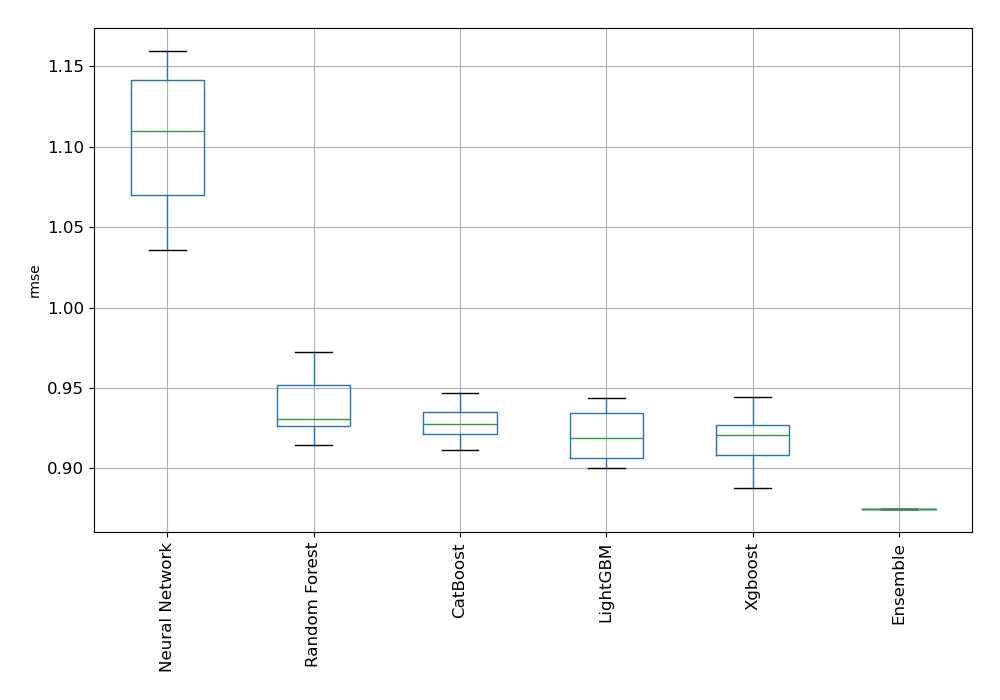 1.15
1.10
1.05
1.00
0.95
0.90
rmse
Neural Network
Random Forest
CatBoost
LightGBM
Xgboost
Ensemble